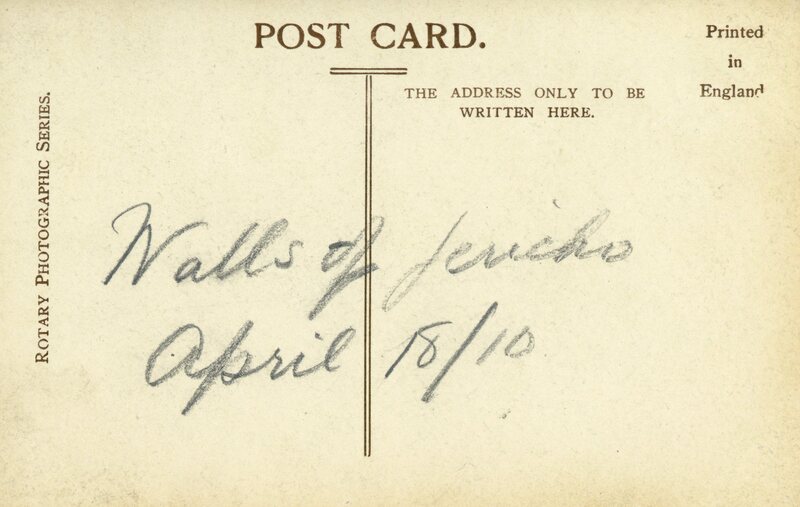 POST CARD.
Printed
in
England
THE ADDRESS ONLY TO BE
WRITTEN HERE.
ROTARY PHOTOGRAPHIC SERIES.
Walls of Jericho
April 18/10